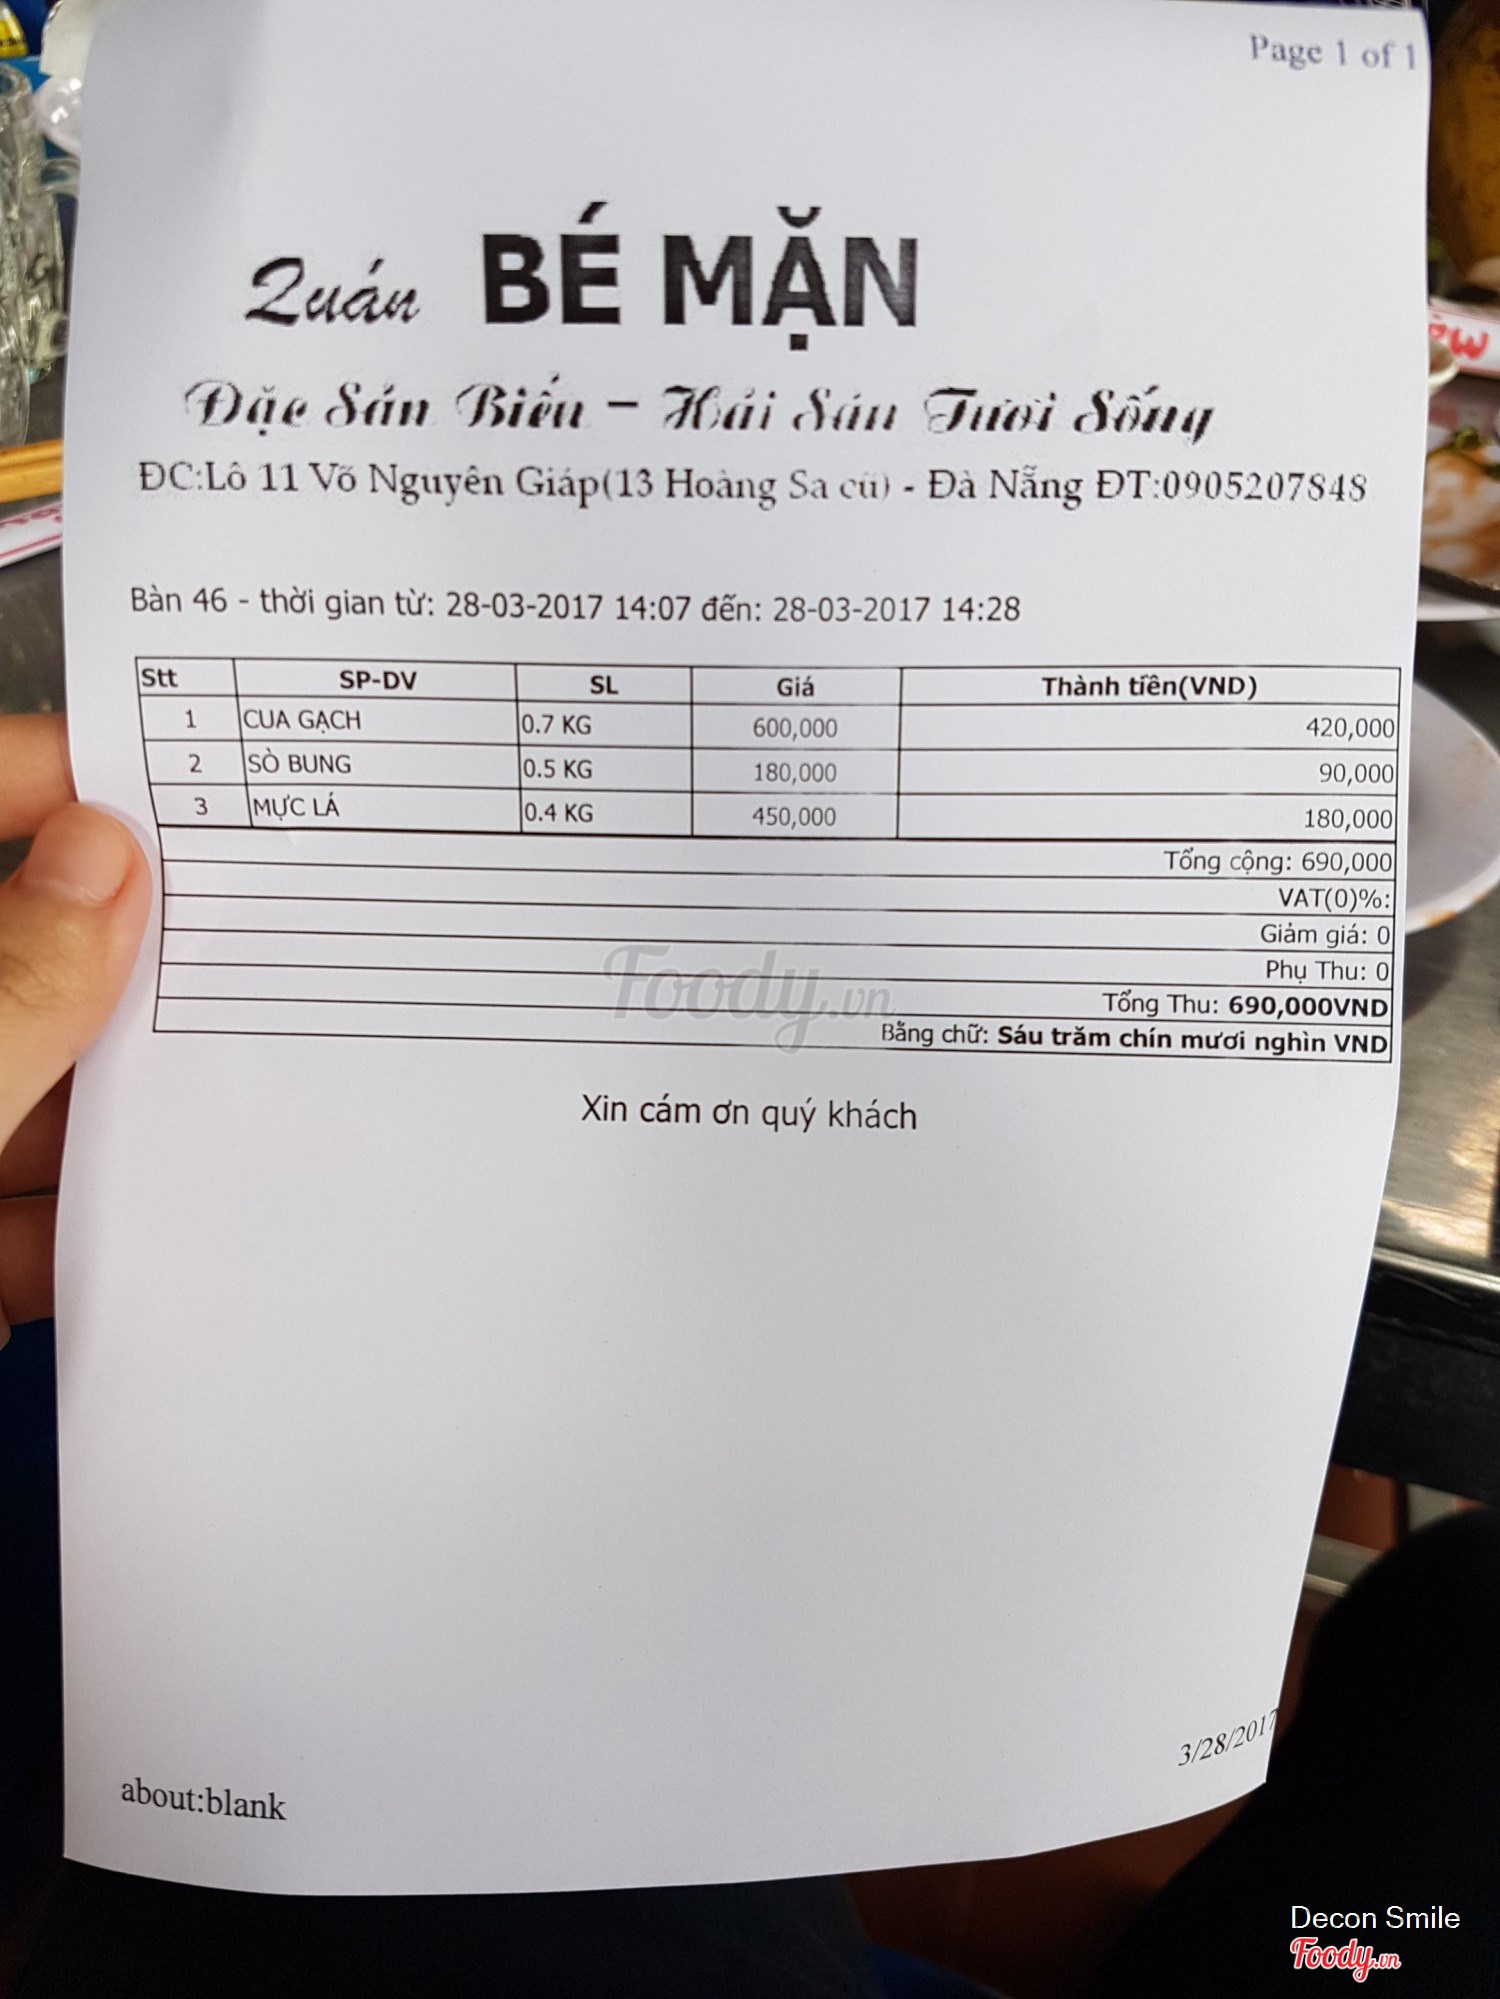 Page 1 of 1
Quán BÉ MẶN
Đặc Sản Biển - Hải Sản Tươi Sống
ĐC:Lô 11 Võ Nguyên Giáp(13 Hoàng Sa cũ) - Đà Nẵng ĐT:0905207848
Bàn 46 - thời gian từ: 28-03-2017 14:07 đến: 28-03-2017 14:28
Stt SP-DV SL Giá Thành tiền(VND)
1 CUA GẠCH 0.7 KG 600,000 420,000
2 SÒ BUNG 0.5 KG 180,000 90,000
3 MỰC LÁ 0.4 KG 450,000 180,000
Tổng cộng: 690,000
VAT(0)%:
Giảm giá: 0
Phụ Thu: 0
Tổng Thu: 690,000VND
Bằng chữ: Sáu trăm chín mươi nghìn VND
Foody.vn
Xin cám ơn quý khách
3/28/2017
about:blank
Decon Smile
Foody.vn